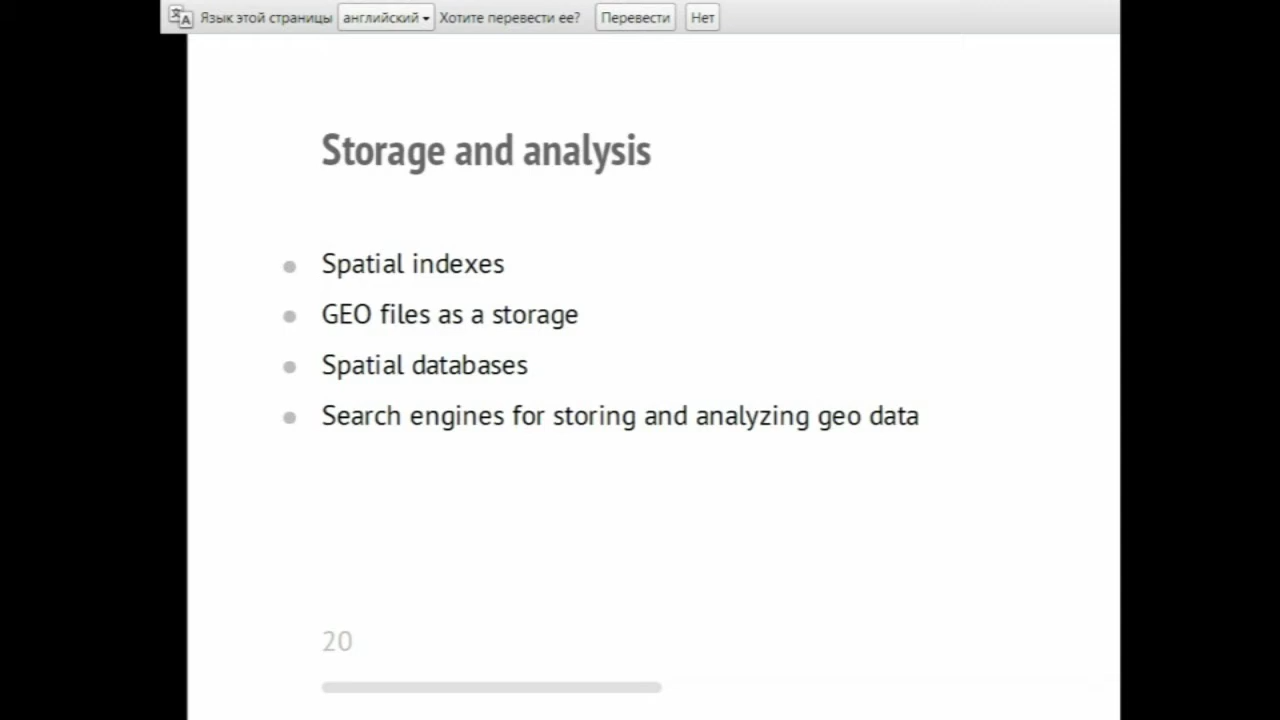 Язык этой страницы английский Хотите перевести ее? Перевести Нет
Storage and analysis
Spatial indexes
GEO files as a storage
Spatial databases
Search engines for storing and analyzing geo data
20